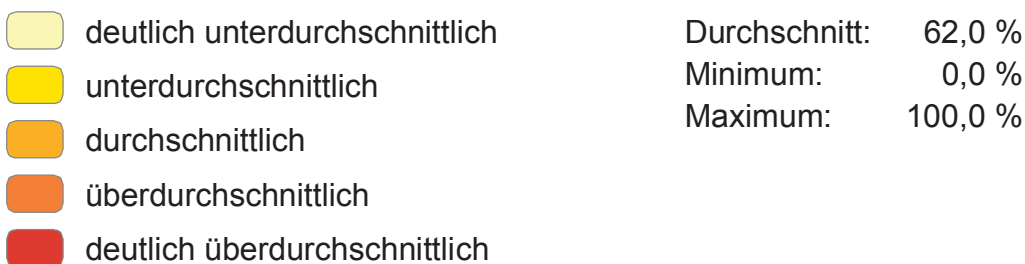 deutlich unterdurchschnittlich
unterdurchschnittlich
durchschnittlich
überdurchschnittlich
deutlich überdurchschnittlich
Durchschnitt: 62,0 %
Minimum: 0,0 %
Maximum: 100,0 %